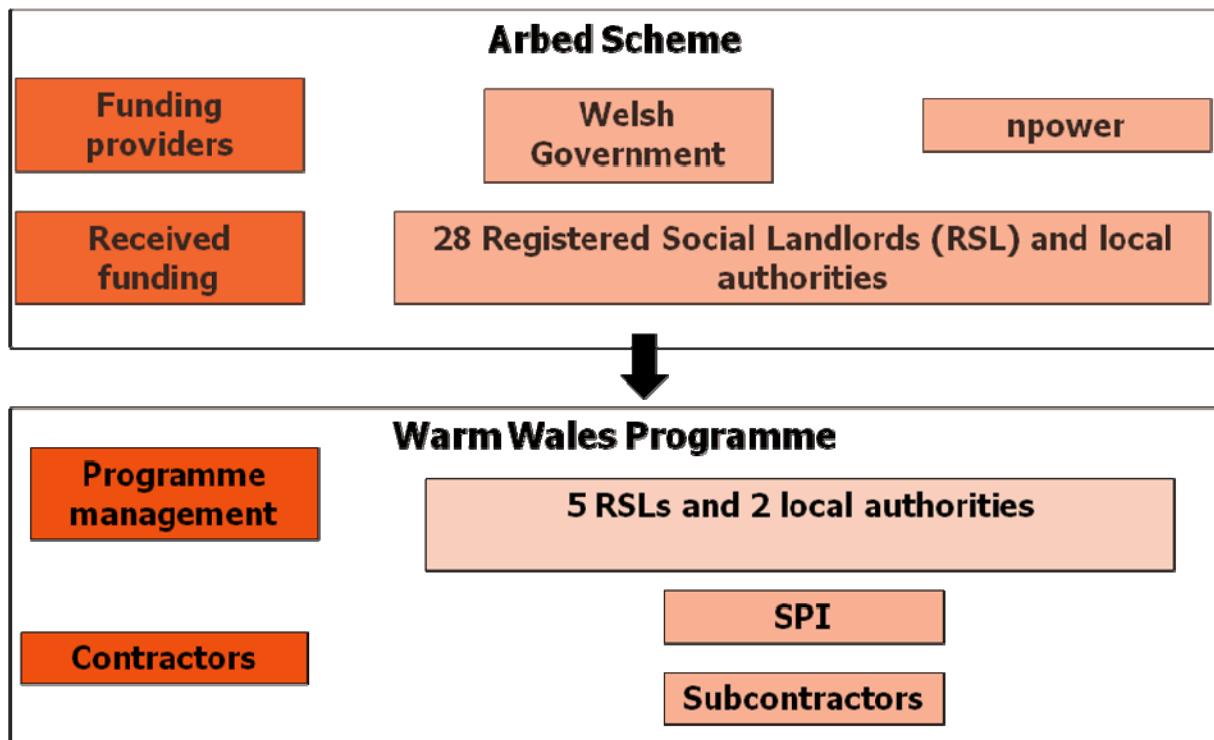 Arbed Scheme
Funding
providers
Welsh
Government
npower
Received
funding
28 Registered Social Landlords (RSL) and local
authorities
Warm Wales Programme
Programme
management
5 RSLs and 2 local authorities
SPI
Contractors
Subcontractors